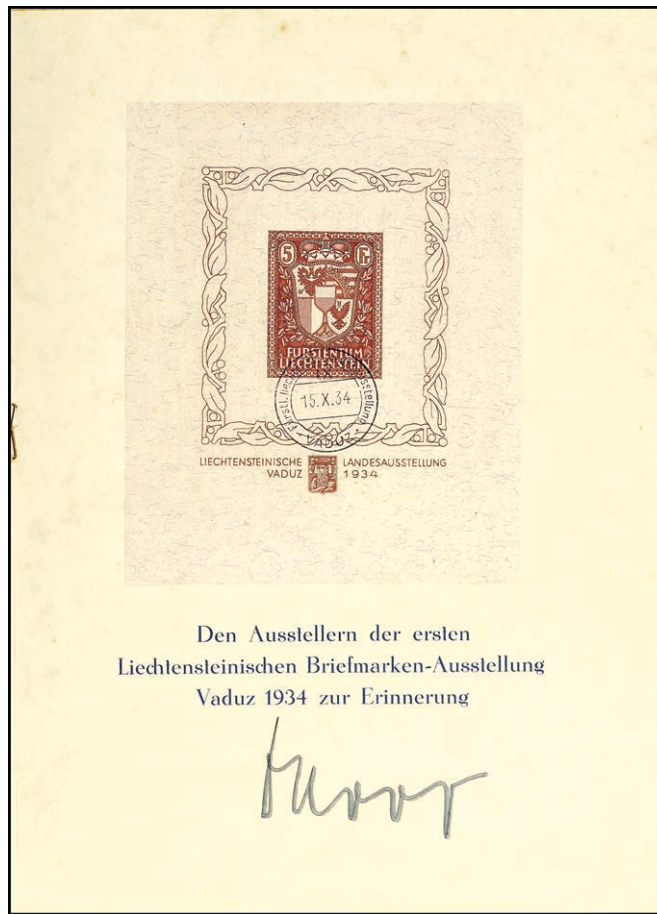 5 Fr
FÜRSTENTUM
LIECHTENSTEIN
15.X.34
VADUZ
LIECHTENSTEINISCHE LANDESAUSSTELLUNG
VADUZ 1934
Den Ausstellern der ersten
Liechtensteinischen Briefmarken-Ausstellung
Vaduz 1934 zur Erinnerung